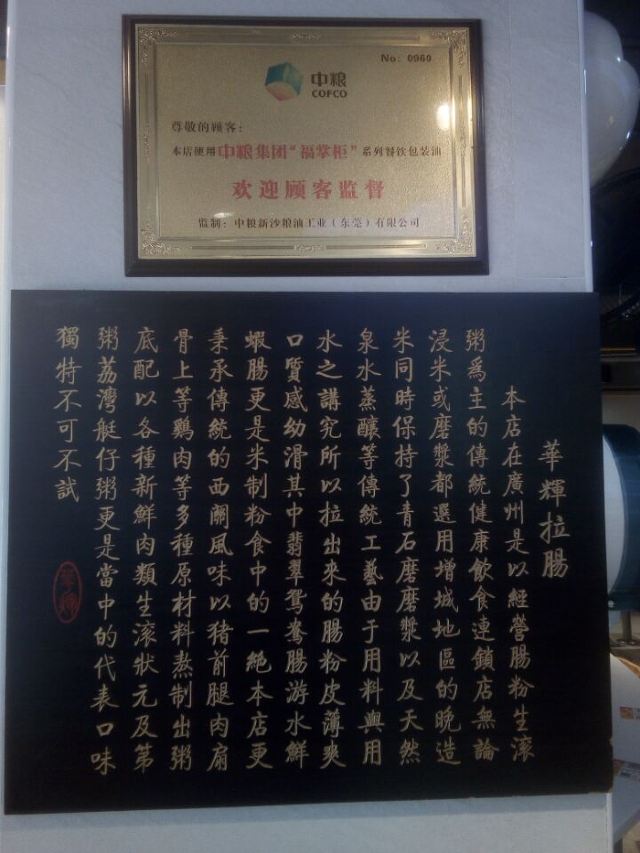 No: 0960
中粮
COFCO
尊敬的顾客：
本店使用中粮集团“福掌柜”系列餐饮包装油
欢迎顾客监督
监制：中粮新沙粮油工业（东莞）有限公司
華輝拉腸
本店在廣州是以經營腸粉生滾
粥為主的傳統健康飲食連鎖店無論
浸米或磨漿都選用增城地區的晚造
米同時保持了青石磨磨漿以及天然
泉水蒸釀等傳統工藝由于用料與用
水之講究所以拉出來的腸粉皮薄爽
口質感幼滑其中翡翠鴛鴦腸游水鮮
蝦腸更是米制粉食中的一絕本店更
秉承傳統的西關風味以猪前腿肉扇
骨上等鷄肉等多種原材料熬制出粥
底配以各種新鮮肉類生滾狀元及第
粥荔灣艇仔粥更是當中的代表口味
獨特不可不試
華輝